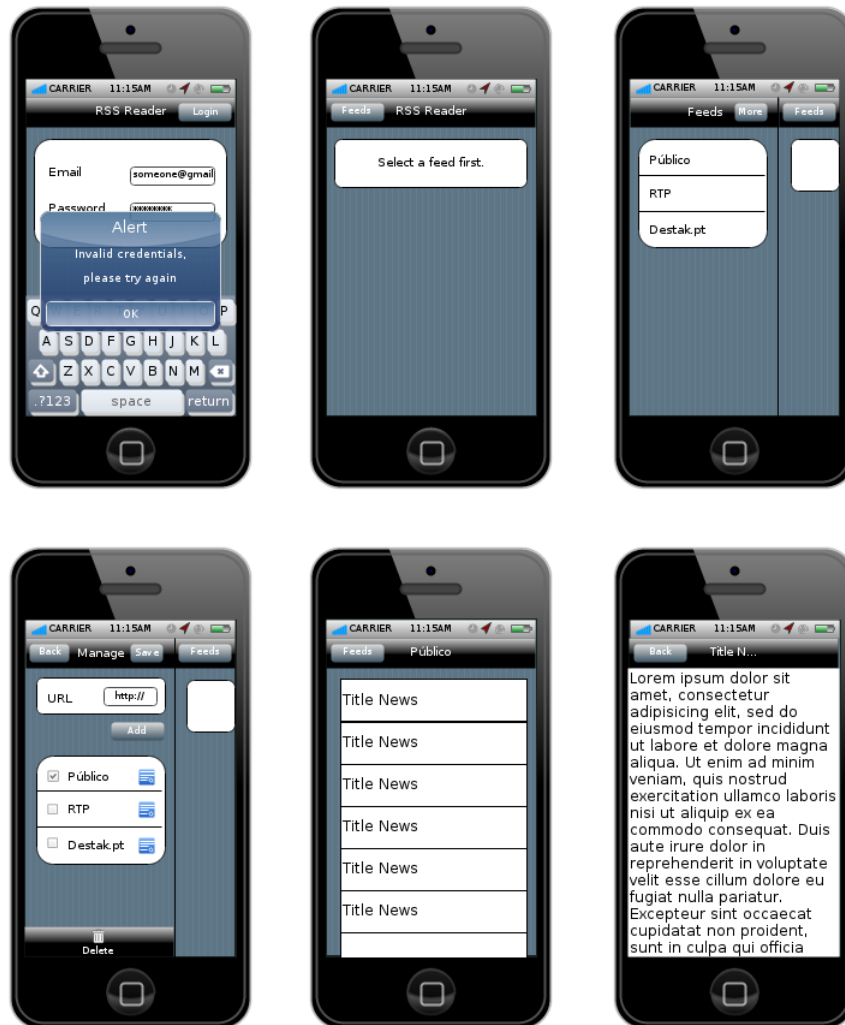 CARRIER 11:15AM
RSS Reader Login
Email someone@gmail
Password ********
Alert
Invalid credentials,
please try again
OK
Q P
A S D F G H J K L
Z X C V B N M
.?123 space return
CARRIER 11:15AM
Feeds RSS Reader
Select a feed first.
CARRIER 11:15AM
Feeds More Feeds
Público
RTP
Destak.pt
CARRIER 11:15AM
Back Manage Save Feeds
URL http://
Add
Público
RTP
Destak.pt
Delete
CARRIER 11:15AM
Feeds Público
Title News
Title News
Title News
Title News
Title News
Title News
CARRIER 11:15AM
Back Title N...
Lorem ipsum dolor sit
amet, consectetur
adipisicing elit, sed do
eiusmod tempor incididunt
ut labore et dolore magna
aliqua. Ut enim ad minim
veniam, quis nostrud
exercitation ullamco laboris
nisi ut aliquip ex ea
commodo consequat. Duis
aute irure dolor in
reprehenderit in voluptate
velit esse cillum dolore eu
fugiat nulla pariatur.
Excepteur sint occaecat
cupidatat non proident,
sunt in culpa qui officia